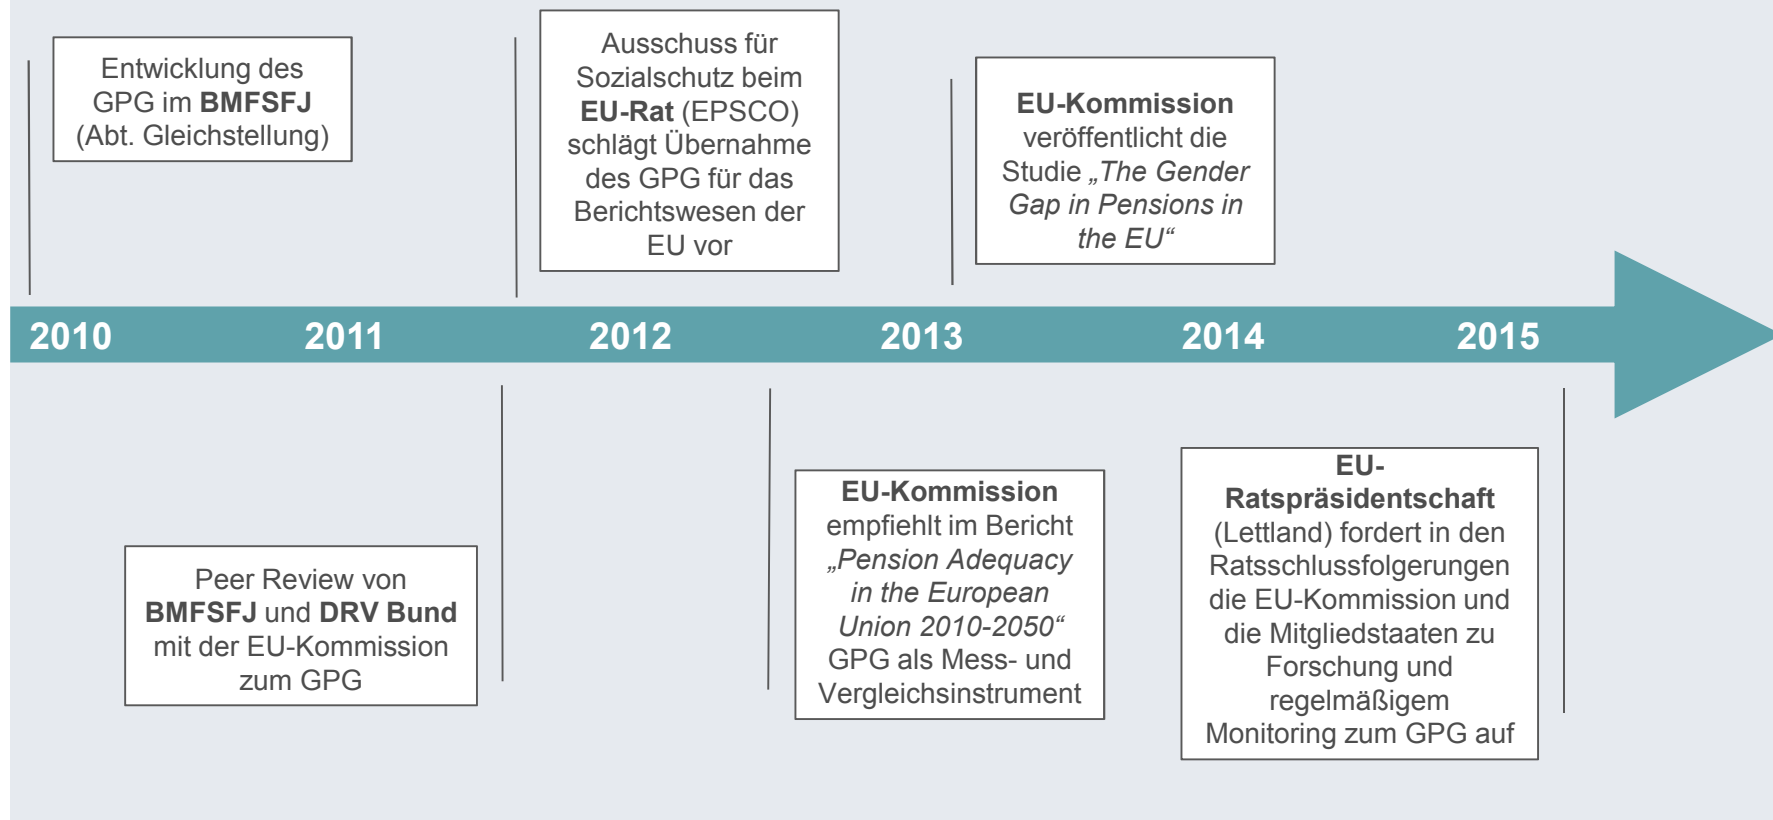 Entwicklung des
GPG im BMFSFJ
(Abt. Gleichstellung)
Ausschuss für
Sozialschutz beim
EU-Rat (EPSCO)
schlägt Übernahme
des GPG für das
Berichtswesen der
EU vor
EU-Kommission
veröffentlicht die
Studie „The Gender
Gap in Pensions in
the EU“
2010 2011 2012 2013 2014 2015
Peer Review von
BMFSFJ und DRV Bund
mit der EU-Kommission
zum GPG
EU-Kommission
empfiehlt im Bericht
„Pension Adequacy
in the European
Union 2010-2050“
GPG als Mess- und
Vergleichsinstrument
EU-
Ratspräsidentschaft
(Lettland) fordert in den
Ratsschlussfolgerungen
die EU-Kommission und
die Mitgliedstaaten zu
Forschung und
regelmäßigem
Monitoring zum GPG auf